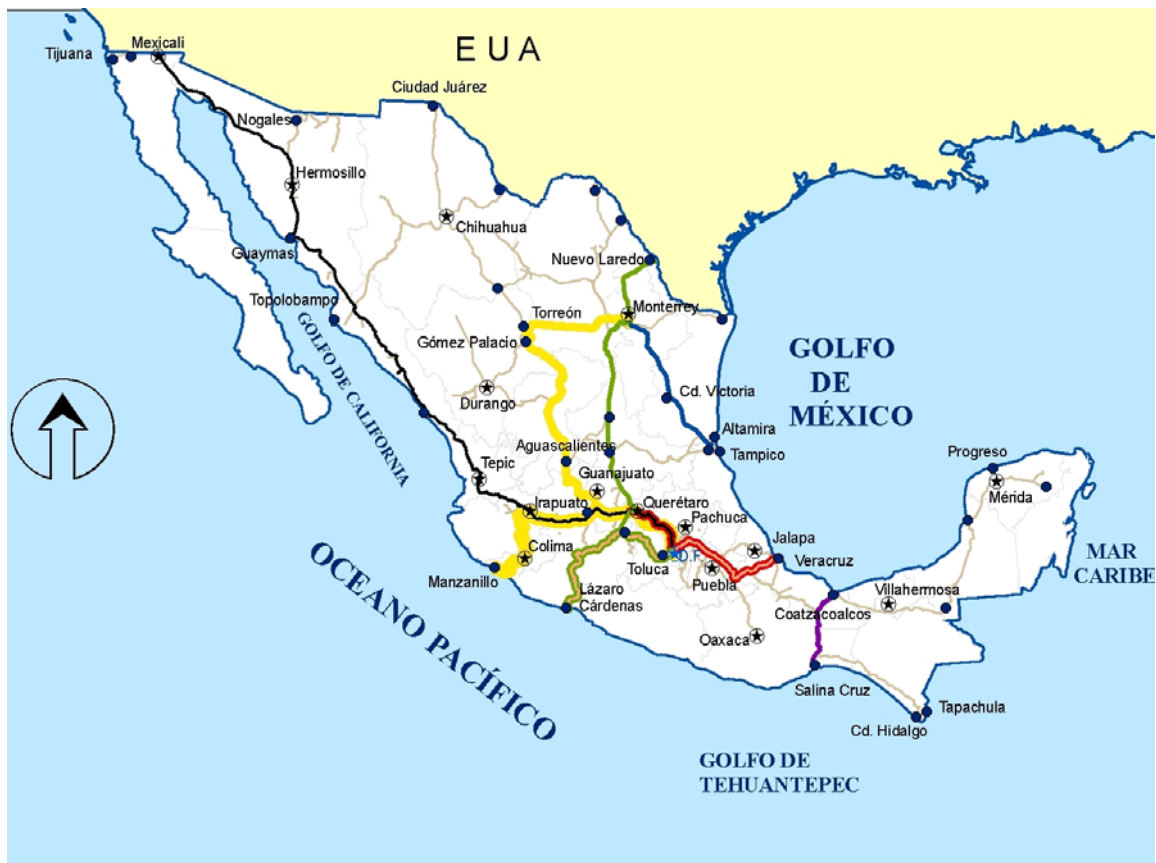 Mexicali
Tijuana
E U A
Ciudad Juárez
Nogales
Hermosillo
Chihuahua
Guaymas
Nuevo Laredo
Topolobampo
Torreón
Monterrey
GOLFO DE CALIFORNIA
Gómez Palacio
GOLFO
DE
MÉXICO
Durango
Cd. Victoria
Altamira
Aguascalientes
Tampico
Progreso
Tepic
Guanajuato
Mérida
Irapuato
Querétaro
Pachuca
Colima
Jalapa
MAR
CARIBE
Manzanillo
Toluca
D.F.
Puebla
Veracruz
Villahermosa
Lázaro
Cárdenas
Coatzacoalcos
OCEANO PACÍFICO
Oaxaca
Salina Cruz
Tapachula
Cd. Hidalgo
GOLFO DE
TEHUANTEPEC